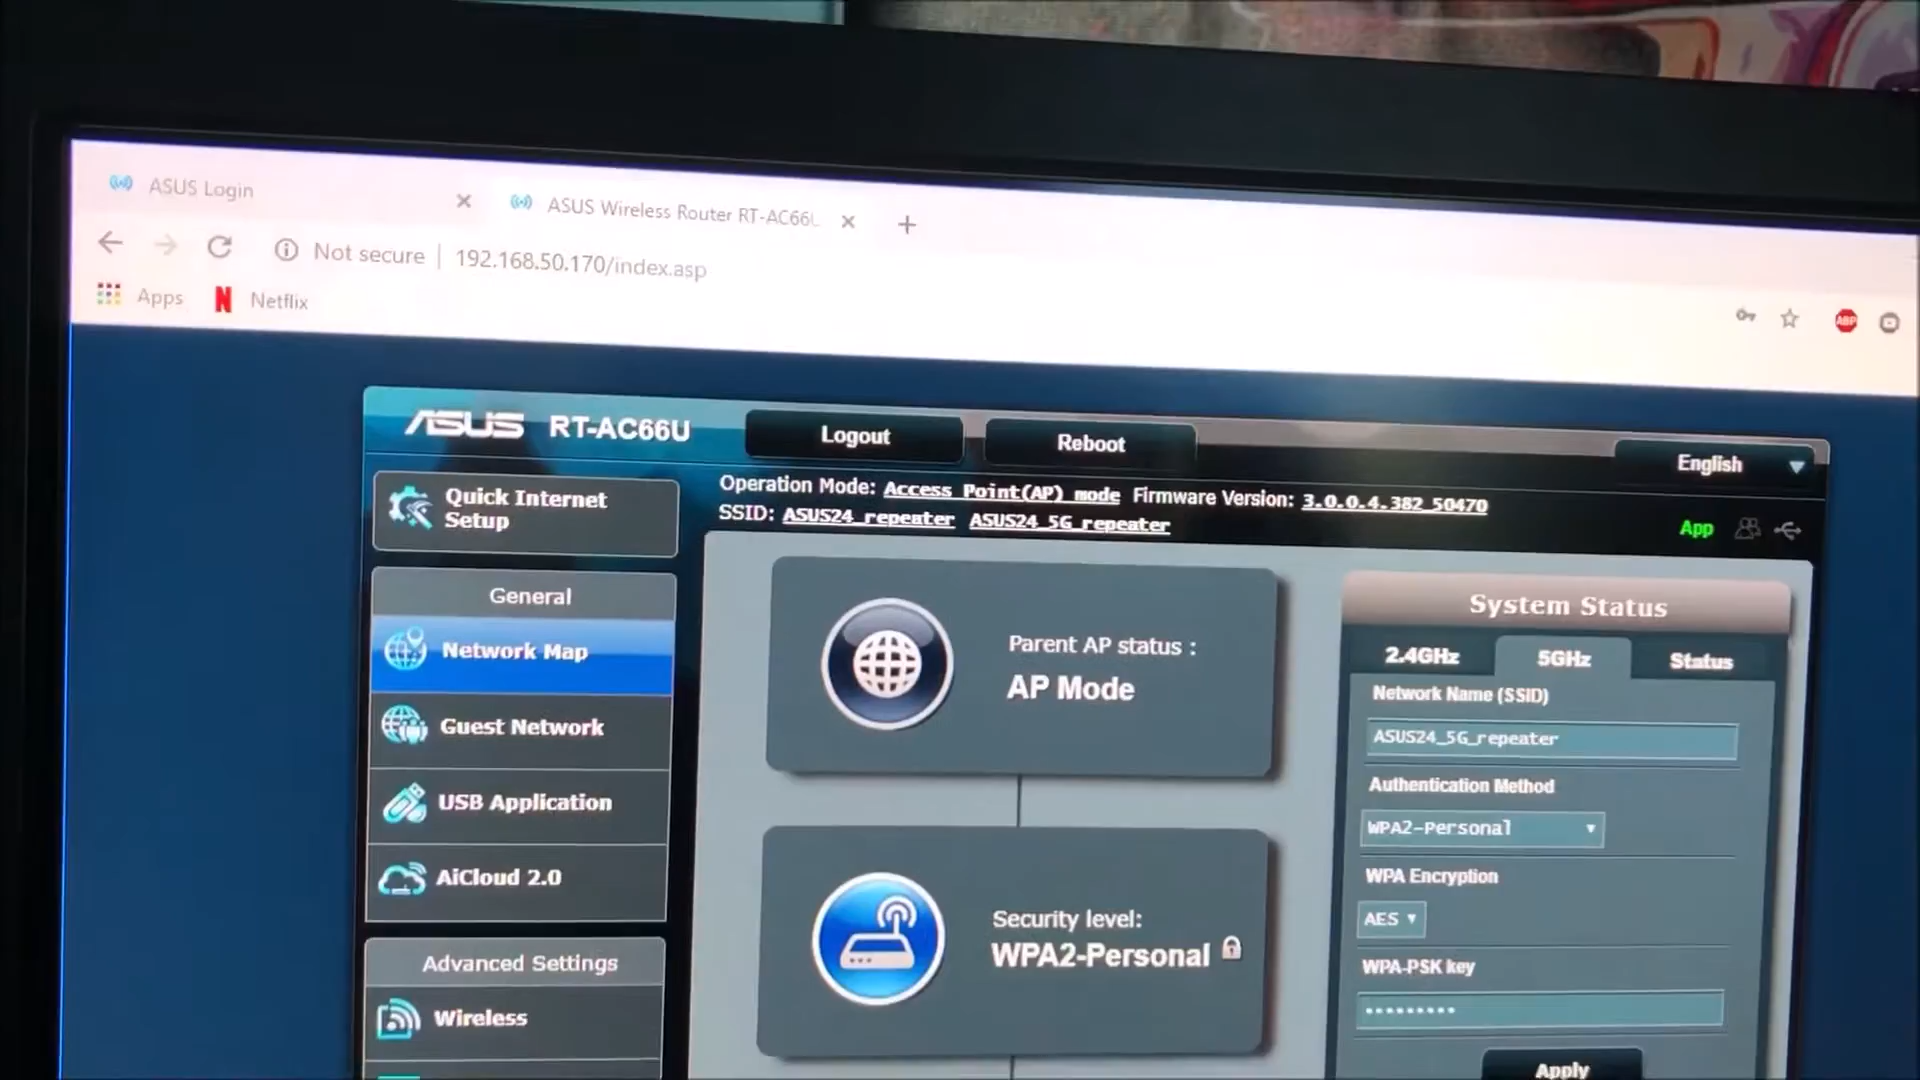 ASUS Login
ASUS Wireless Router RT-AC66U
Not secure | 192.168.50.170/index.asp
Apps
N Netflix
ABP
ASUS RT-AC66U
Logout
Reboot
English
Operation Mode: Access Point(AP) mode Firmware Version: 3.0.0.4.382_50470
SSID: ASUS24_repeater ASUS24_5G_repeater
App
Quick Internet
Setup
General
Network Map
Guest Network
USB Application
AiCloud 2.0
Advanced Settings
Wireless
Parent AP status :
AP Mode
Security level:
WPA2-Personal
System Status
2.4GHz
5GHz
Status
Network Name (SSID)
ASUS24_5G_repeater
Authentication Method
WPA2-Personal
WPA Encryption
AES
WPA-PSK key
•••••••••
Apply